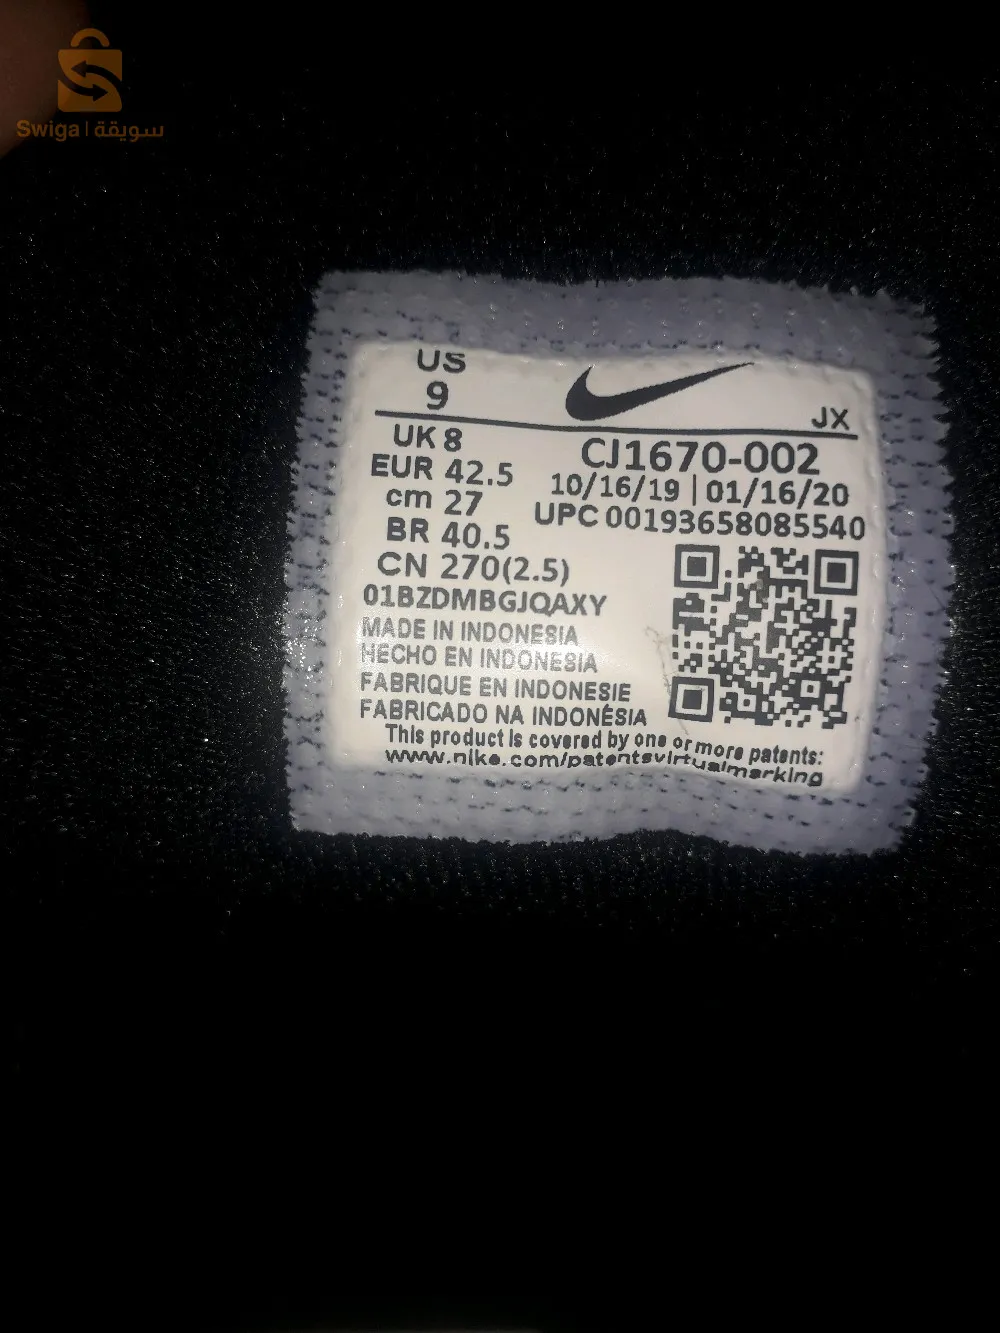 Swiga | سويقة
US
9
JX
UK 8
CJ1670-002
EUR 42.5
10/16/19 | 01/16/20
cm 27
UPC 00193658085540
BR 40.5
CN 270(2.5)
01BZDMBGJQAXY
MADE IN INDONESIA
HECHO EN INDONESIA
FABRIQUE EN INDONESIE
FABRICADO NA INDONÉSIA
This product is covered by one or more patents:
www.nike.com/patentsvirtualmarking